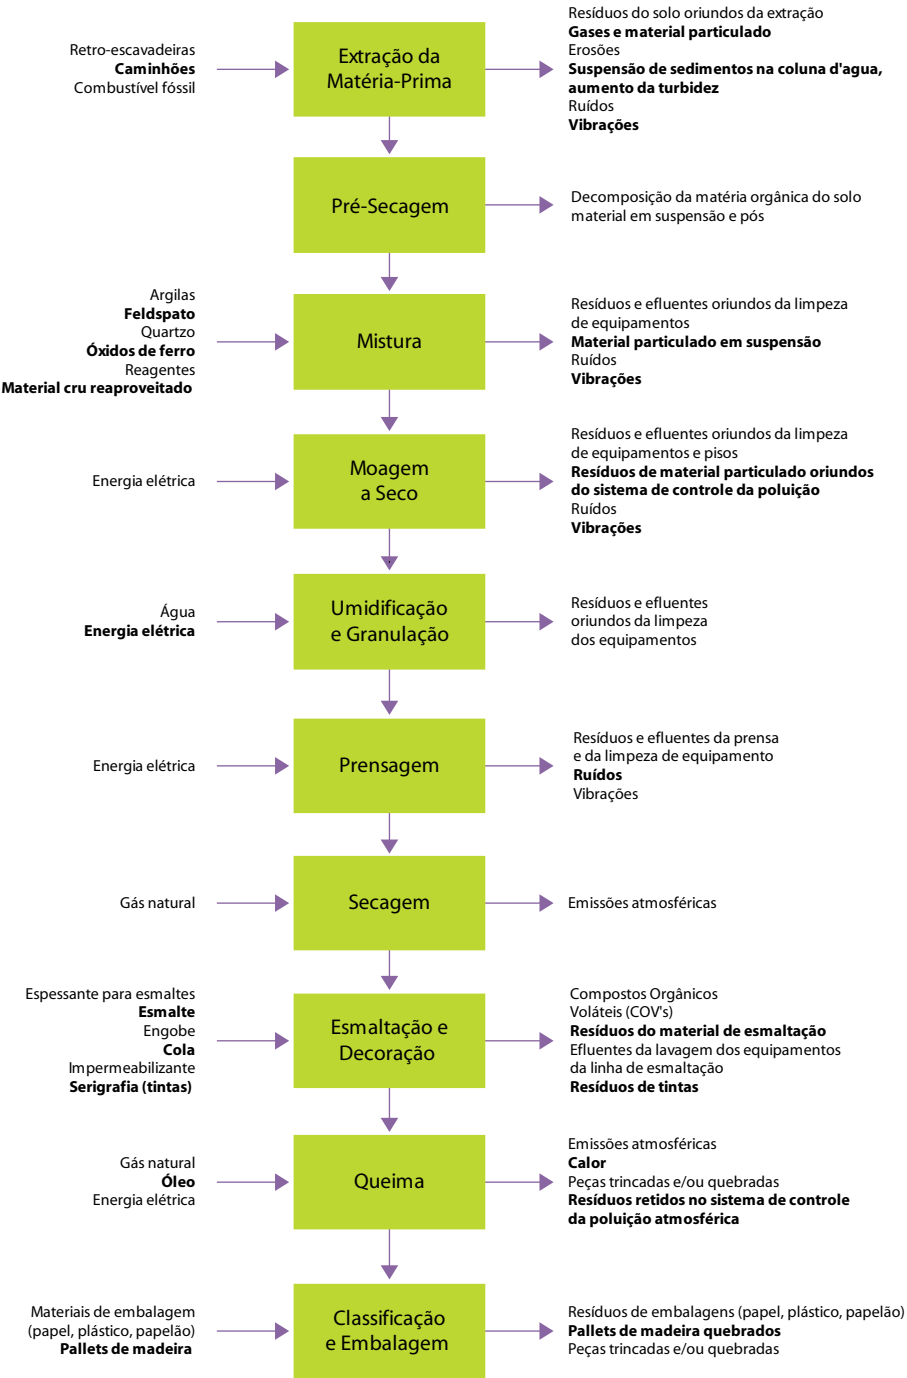 Retro-escavadeiras
Caminhões
Combustível fóssil
Extração da
Matéria-Prima
Resíduos do solo oriundos da extração
Gases e material particulado
Erosões
Suspensão de sedimentos na coluna d'agua,
aumento da turbidez
Ruídos
Vibrações
Pré-Secagem
Decomposição da matéria orgânica do solo
material em suspensão e pós
Argilas
Feldspato
Quartzo
Óxidos de ferro
Reagentes
Material cru reaproveitado
Mistura
Resíduos e efluentes oriundos da limpeza
de equipamentos
Material particulado em suspensão
Ruídos
Vibrações
Energia elétrica
Moagem
a Seco
Resíduos e efluentes oriundos da limpeza
de equipamentos e pisos
Resíduos de material particulado oriundos
do sistema de controle da poluição
Ruídos
Vibrações
Água
Energia elétrica
Umidificação
e Granulação
Resíduos e efluentes
oriundos da limpeza
dos equipamentos
Energia elétrica
Prensagem
Resíduos e efluentes da prensa
e da limpeza de equipamento
Ruídos
Vibrações
Gás natural
Secagem
Emissões atmosféricas
Espessante para esmaltes
Esmalte
Engobe
Cola
Impermeabilizante
Serigrafia (tintas)
Esmaltação e
Decoração
Compostos Orgânicos
Voláteis (COV's)
Resíduos do material de esmaltação
Efluentes da lavagem dos equipamentos
da linha de esmaltação
Resíduos de tintas
Gás natural
Óleo
Energia elétrica
Queima
Emissões atmosféricas
Calor
Peças trincadas e/ou quebradas
Resíduos retidos no sistema de controle
da poluição atmosférica
Materiais de embalagem
(papel, plástico, papelão)
Pallets de madeira
Classificação
e Embalagem
Resíduos de embalagens (papel, plástico, papelão)
Pallets de madeira quebrados
Peças trincadas e/ou quebradas